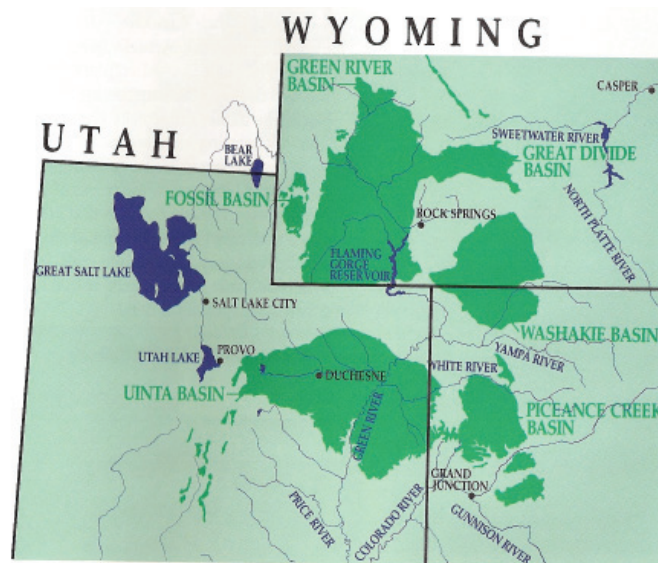 WYOMING
GREEN RIVER
BASIN
CASPER
UTAH
SWEETWATER RIVER
BEAR
LAKE
GREAT DIVIDE
BASIN
FOSSIL BASIN
NORTH PLATTE RIVER
ROCK SPRINGS
FLAMING
GORGE
RESERVOIR
GREAT SALT LAKE
SALT LAKE CITY
WASHAKIE BASIN
UTAH LAKE
PROVO
YAMPA RIVER
WHITE RIVER
DUCHESNE
UINTA BASIN
PICEANCE CREEK
BASIN
GREEN RIVER
GRAND
JUNCTION
PRICE RIVER
COLORADO RIVER
GUNNISON RIVER